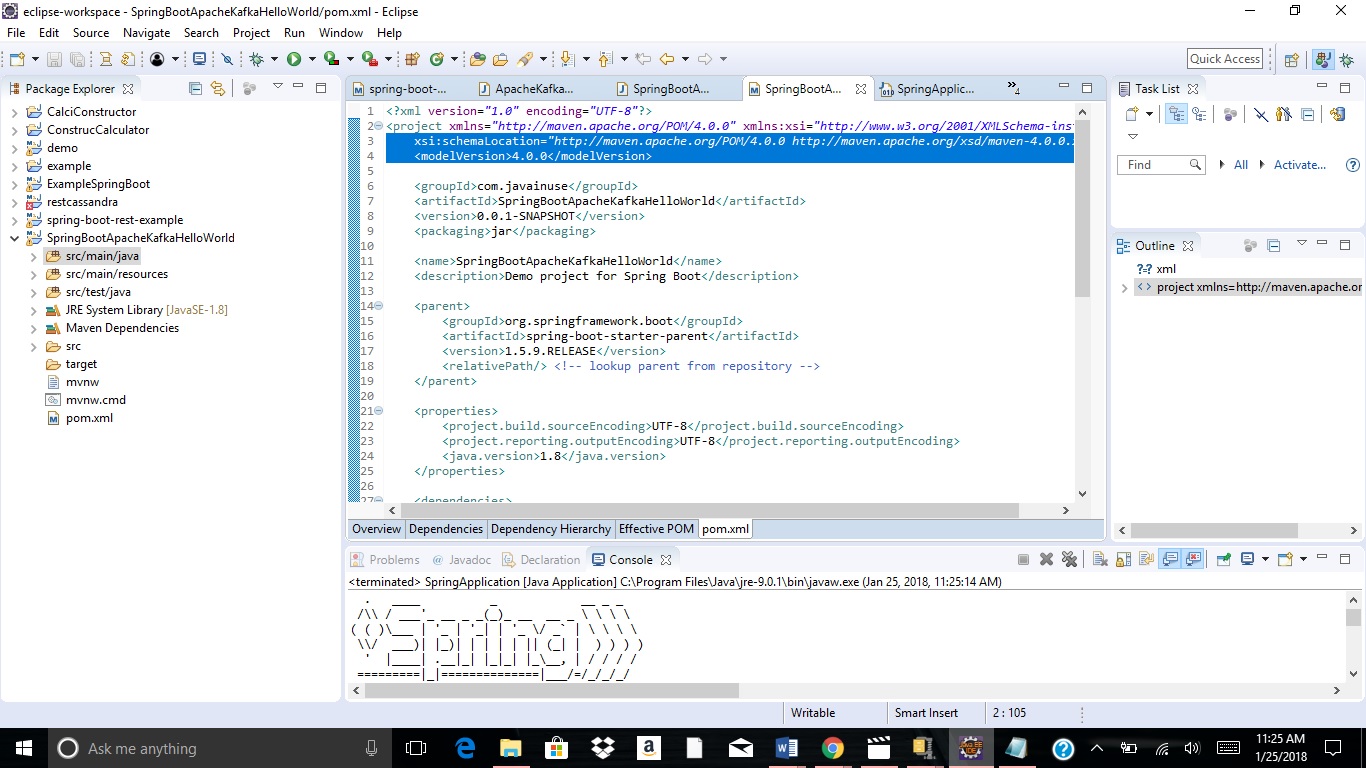 eclipse-workspace - SpringBootApacheKafkaHelloWorld/pom.xml - Eclipse
File Edit Source Navigate Search Project Run Window Help
Quick Access
Package Explorer
CalciConstructor
ConstrucCalculator
demo
example
ExampleSpringBoot
restcassandra
spring-boot-rest-example
SpringBootApacheKafkaHelloWorld
src/main/java
src/main/resources
src/test/java
JRE System Library [JavaSE-1.8]
Maven Dependencies
src
target
mvnw
mvnw.cmd
pom.xml
spring-boot-... ApacheKafka... SpringBootA... SpringBootA... SpringApplic... »4
1 <?xml version="1.0" encoding="UTF-8"?>
2 <project xmlns="http://maven.apache.org/POM/4.0.0" xmlns:xsi="http://www.w3.org/2001/XMLSchema-ins
3 xsi:schemaLocation="http://maven.apache.org/POM/4.0.0 http://maven.apache.org/xsd/maven-4.0.0.
4 <modelVersion>4.0.0</modelVersion>
5
6 <groupId>com.javainuse</groupId>
7 <artifactId>SpringBootApacheKafkaHelloWorld</artifactId>
8 <version>0.0.1-SNAPSHOT</version>
9 <packaging>jar</packaging>
10
11 <name>SpringBootApacheKafkaHelloWorld</name>
12 <description>Demo project for Spring Boot</description>
13
14 <parent>
15 <groupId>org.springframework.boot</groupId>
16 <artifactId>spring-boot-starter-parent</artifactId>
17 <version>1.5.9.RELEASE</version>
18 <relativePath/> <!-- lookup parent from repository -->
19 </parent>
20
21 <properties>
22 <project.build.sourceEncoding>UTF-8</project.build.sourceEncoding>
23 <project.reporting.outputEncoding>UTF-8</project.reporting.outputEncoding>
24 <java.version>1.8</java.version>
25 </properties>
26
27 <dependencies>
Overview Dependencies Dependency Hierarchy Effective POM pom.xml
Task List
Find All Activate...
Outline
?=? xml
<> project xmlns=http://maven.apache.or
Problems @ Javadoc Declaration Console
<terminated> SpringApplication [Java Application] C:\Program Files\Java\jre-9.0.1\bin\javaw.exe (Jan 25, 2018, 11:25:14 AM)
Spring
Writable Smart Insert 2 : 105
Ask me anything
11:25 AM
1/25/2018